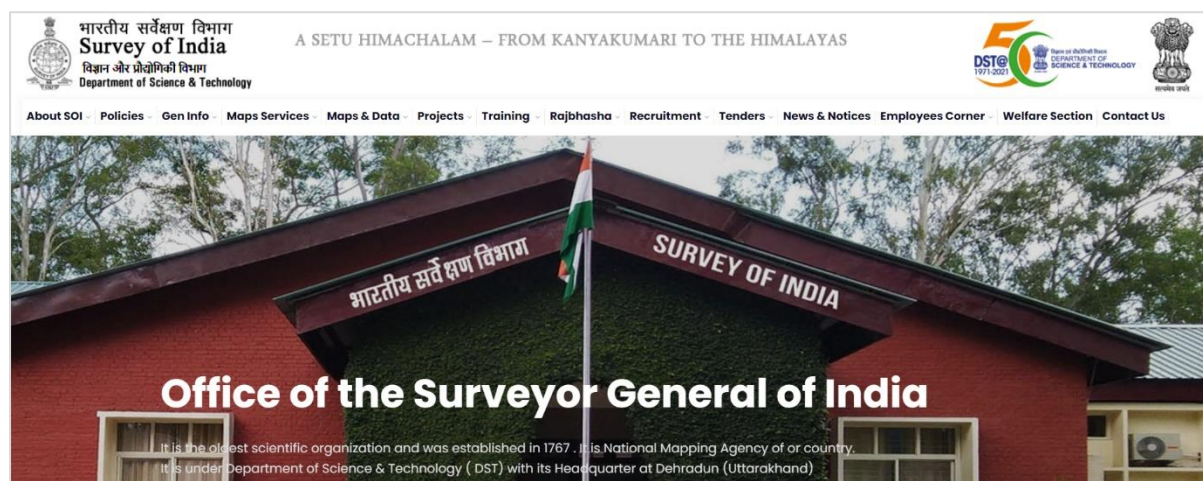 भारतीय सर्वेक्षण विभाग
Survey of India
विज्ञान और प्रौद्योगिकी विभाग
Department of Science & Technology
A SETU HIMACHALAM – FROM KANYAKUMARI TO THE HIMALAYAS
50
DST@
1971-2021
DEPARTMENT OF
SCIENCE & TECHNOLOGY
सत्यमेव जयते
About SOI Policies Gen Info Maps Services Maps & Data Projects Training Rajbhasha Recruitment Tenders News & Notices Employees Corner Welfare Section Contact Us
भारतीय सर्वेक्षण विभाग
SURVEY OF INDIA
Office of the Surveyor General of India
It is the oldest scientific organization and was established in 1767 . It is National Mapping Agency of or country.
It is under Department of Science & Technology ( DST) with its Headquarter at Dehradun (Uttarakhand)